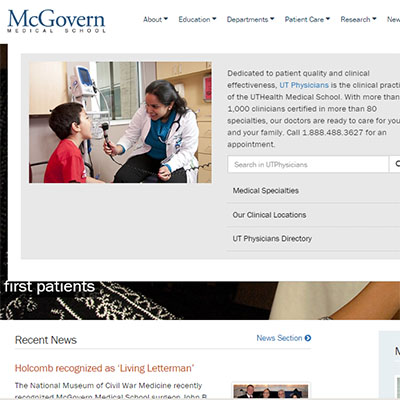 McGovern
MEDICAL SCHOOL
About
Education
Departments
Patient Care
Research
Dedicated to patient quality and clinical
effectiveness, UT Physicians is the clinical
of the UTHealth Medical School. With more than
1,000 clinicians certified in more than 80
specialties, our doctors are ready to care for you
and your family. Call 1.888.488.3627 for an
appointment.
Search in UTPhysicians
Medical Specialties
Our Clinical Locations
UT Physicians Directory
first patients
Recent News
News Section
Holcomb recognized as ‘Living Letterman’
The National Museum of Civil War Medicine recently
recognized McGovern Medical School surgeon John B.